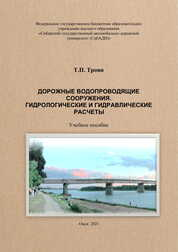 Федеральное государственное бюджетное образовательное
учреждение высшего образования
«Сибирский государственный автомобильно-дорожный
университет (СибАДИ)»
Т.П. Троян
ДОРОЖНЫЕ ВОДОПРОВОДЯЩИЕ
СООРУЖЕНИЯ.
ГИДРОЛОГИЧЕСКИЕ И ГИДРАВЛИЧЕСКИЕ
РАСЧЕТЫ
Учебное пособие
Омск 2021